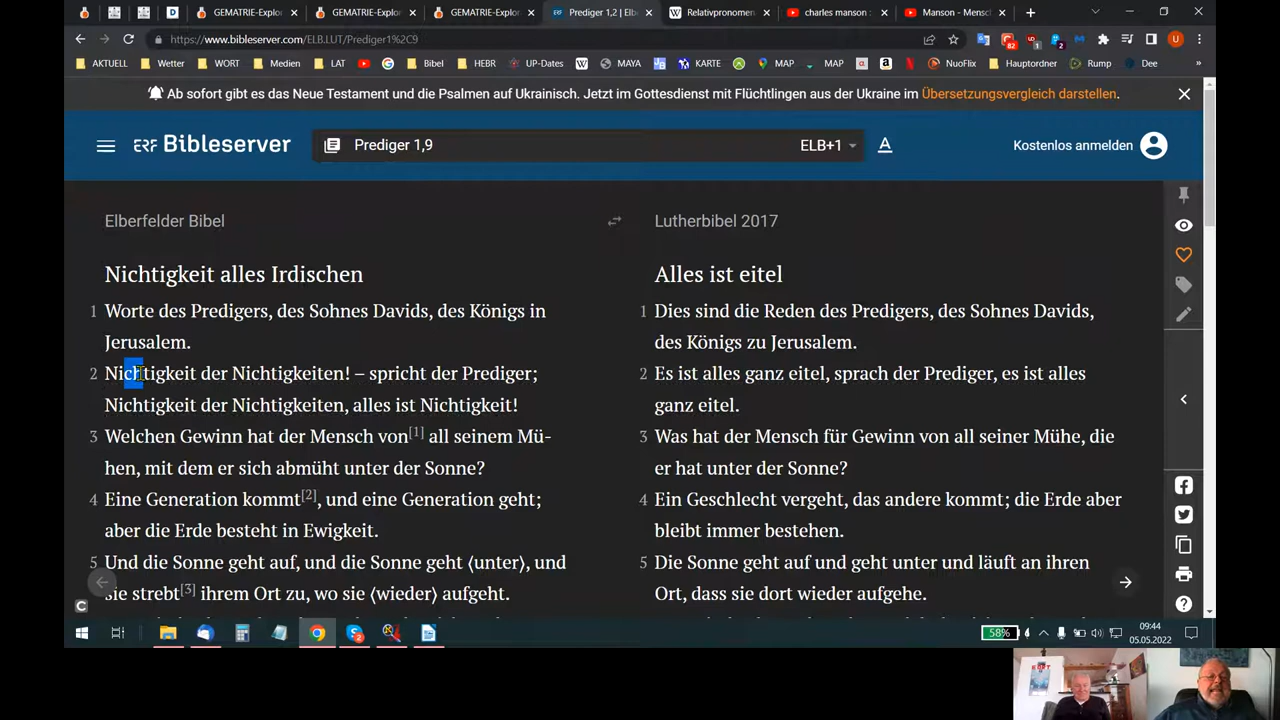 GEMATRIE-Explor
GEMATRIE-Explor
GEMATRIE-Explor
Prediger 1,2 | Elb
Relativpronomen
charles manson :
Manson - Mensch
https://www.bibleserver.com/ELB.LUT/Prediger1%2C9
AKTUELL
Wetter
WORT
Medien
LAT
Bibel
HEBR
UP-Dates
MAYA
KARTE
MAP
MAP
NuoFlix
Hauptordner
Rump
Dee
Ab sofort gibt es das Neue Testament und die Psalmen auf Ukrainisch. Jetzt im Gottesdienst mit Flüchtlingen aus der Ukraine im Übersetzungsvergleich darstellen.
ERF Bibleserver
Prediger 1,9
ELB+1
A
Kostenlos anmelden
Elberfelder Bibel
Nichtigkeit alles Irdischen
1 Worte des Predigers, des Sohnes Davids, des Königs in
Jerusalem.
2 Nichtigkeit der Nichtigkeiten! – spricht der Prediger;
Nichtigkeit der Nichtigkeiten, alles ist Nichtigkeit!
3 Welchen Gewinn hat der Mensch von[1] all seinem Mü-
hen, mit dem er sich abmüht unter der Sonne?
4 Eine Generation kommt[2], und eine Generation geht;
aber die Erde besteht in Ewigkeit.
5 Und die Sonne geht auf, und die Sonne geht ⟨unter⟩, und
sie strebt[3] ihrem Ort zu, wo sie ⟨wieder⟩ aufgeht.
Lutherbibel 2017
Alles ist eitel
1 Dies sind die Reden des Predigers, des Sohnes Davids,
des Königs zu Jerusalem.
2 Es ist alles ganz eitel, sprach der Prediger, es ist alles
ganz eitel.
3 Was hat der Mensch für Gewinn von all seiner Mühe, die
er hat unter der Sonne?
4 Ein Geschlecht vergeht, das andere kommt; die Erde aber
bleibt immer bestehen.
5 Die Sonne geht auf und geht unter und läuft an ihren
Ort, dass sie dort wieder aufgehe.
58%
09:44
05.05.2022